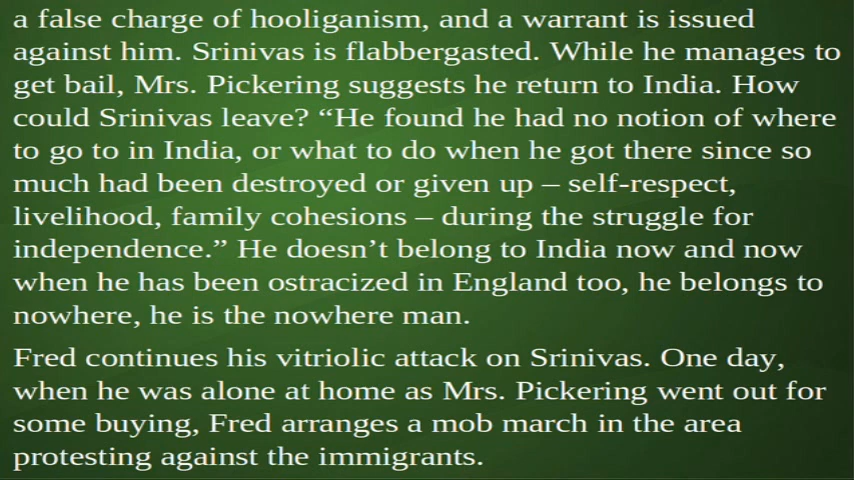 a false charge of hooliganism, and a warrant is issued
against him. Srinivas is flabbergasted. While he manages to
get bail, Mrs. Pickering suggests he return to India. How
could Srinivas leave? “He found he had no notion of where
to go to in India, or what to do when he got there since so
much had been destroyed or given up – self-respect,
livelihood, family cohesions – during the struggle for
independence.” He doesn’t belong to India now and now
when he has been ostracized in England too, he belongs to
nowhere, he is the nowhere man.
Fred continues his vitriolic attack on Srinivas. One day,
when he was alone at home as Mrs. Pickering went out for
some buying, Fred arranges a mob march in the area
protesting against the immigrants.